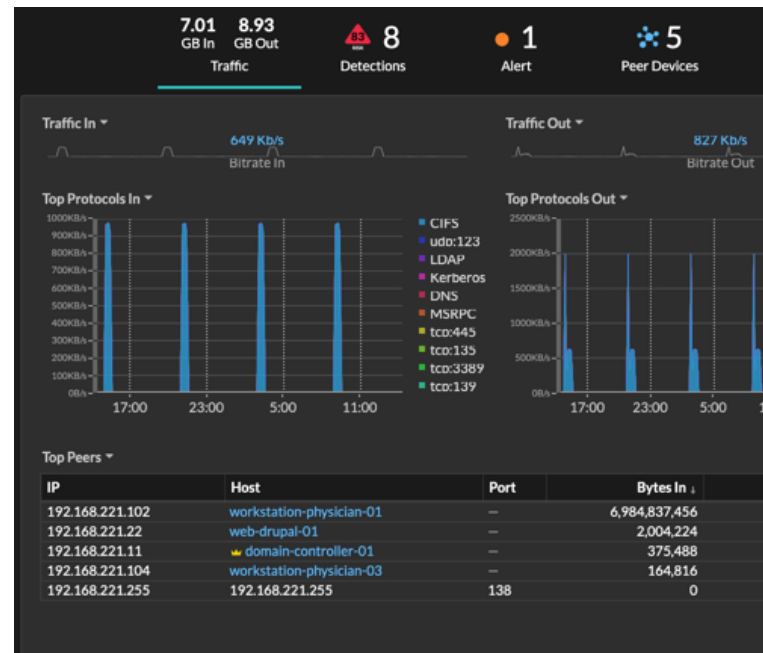 7.01 8.93 83 8 1 5
GB In GB Out RISK
Traffic Detections Alert Peer Devices
Traffic In Traffic Out
649 Kb/s 827 Kb/s
Bitrate In Bitrate Out
Top Protocols In Top Protocols Out
1000KB/s
900KB/s
800KB/s
700KB/s
600KB/s
500KB/s
400KB/s
300KB/s
200KB/s
100KB/s
0B/s
17:00 23:00 5:00 11:00
CIFS
udp:123
LDAP
Kerberos
DNS
MSRPC
tcp:445
tcp:135
tcp:3389
tcp:139
2500KB/s
2000KB/s
1500KB/s
1000KB/s
500KB/s
0B/s
17:00 23:00 5:00 1
Top Peers
IP Host Port Bytes In ↓
192.168.221.102 workstation-physician-01 — 6,984,837,456
192.168.221.22 web-drupal-01 — 2,004,224
192.168.221.11 domain-controller-01 — 375,488
192.168.221.104 workstation-physician-03 — 164,816
192.168.221.255 192.168.221.255 138 0